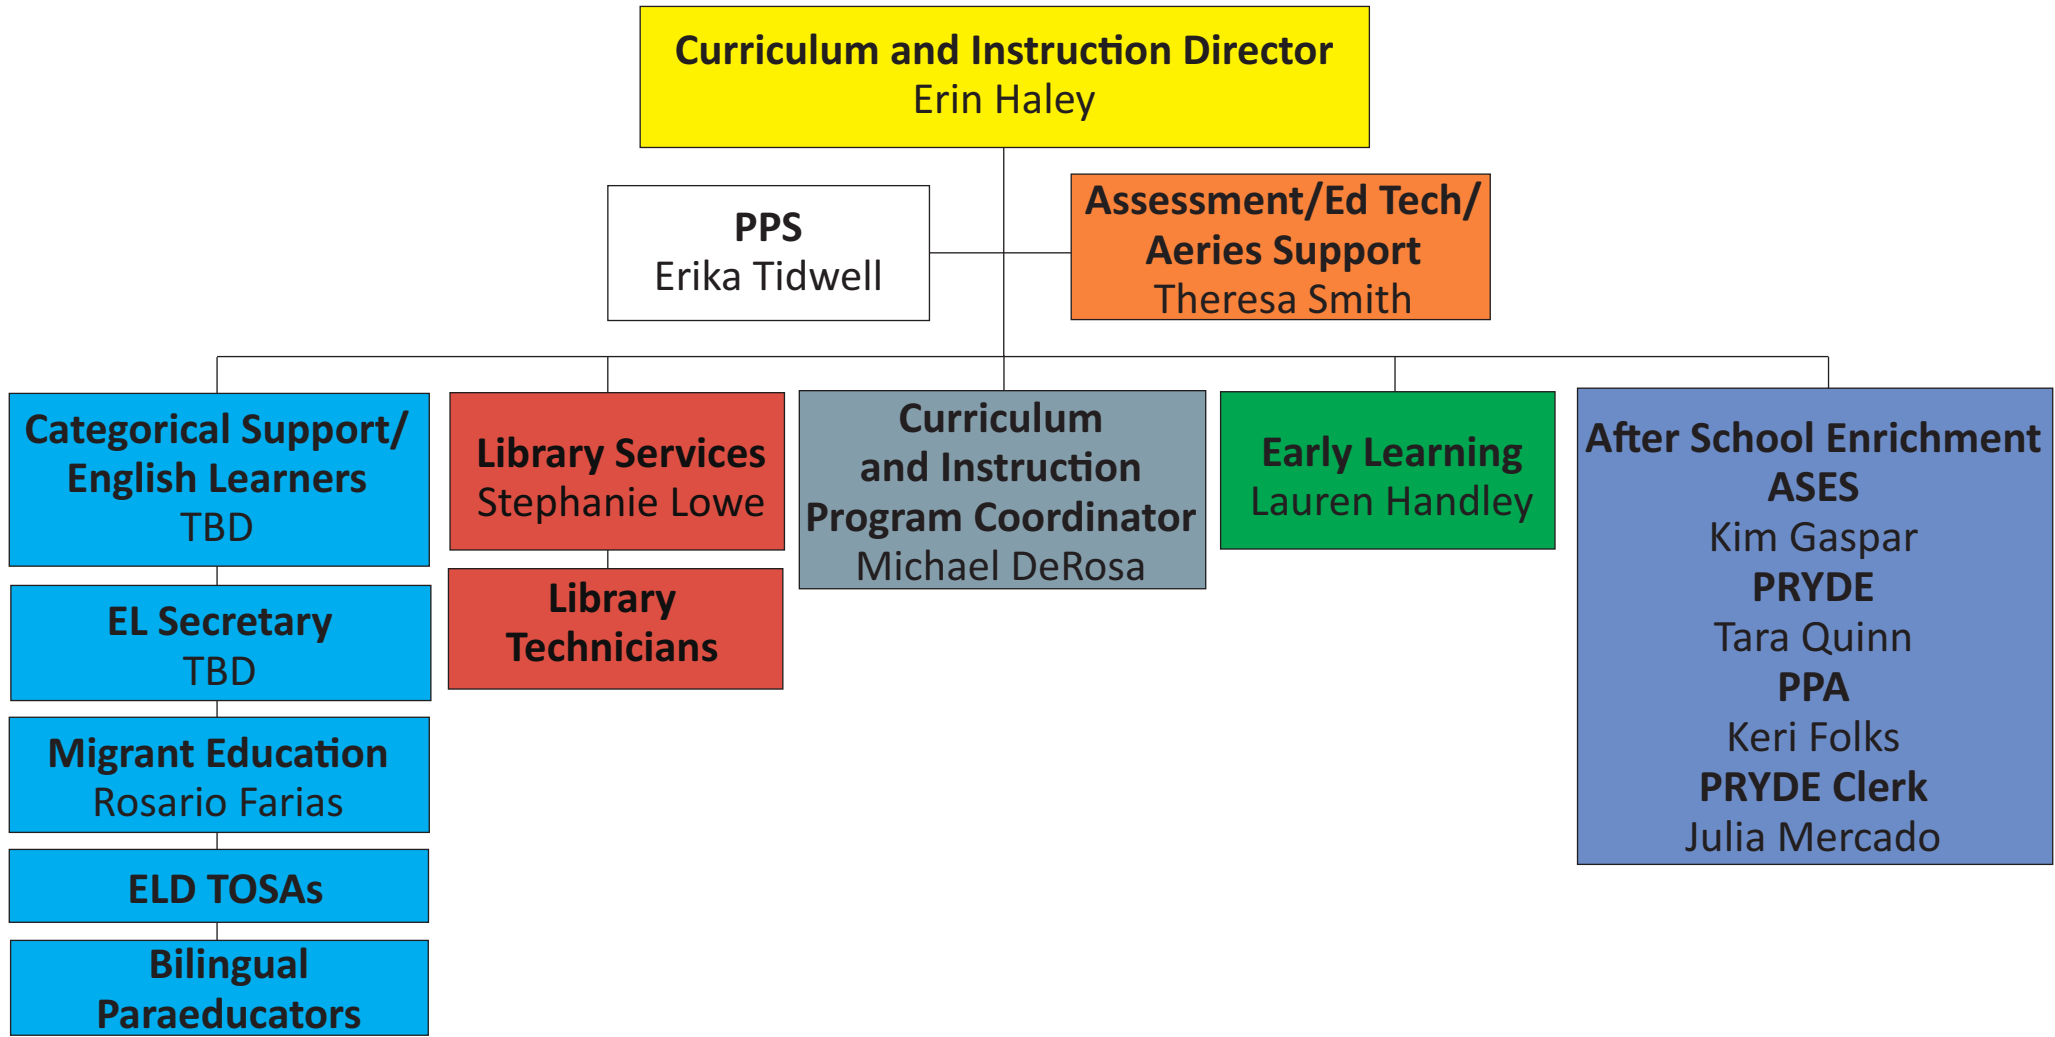 Curriculum and Instruction Director
Erin Haley
PPS
Erika Tidwell
Assessment/Ed Tech/
Aeries Support
Theresa Smith
Categorical Support/
English Learners
TBD
EL Secretary
TBD
Migrant Education
Rosario Farias
ELD TOSAs
Bilingual
Paraeducators
Library Services
Stephanie Lowe
Library
Technicians
Curriculum
and Instruction
Program Coordinator
Michael DeRosa
Early Learning
Lauren Handley
After School Enrichment
ASES
Kim Gaspar
PRYDE
Tara Quinn
PPA
Keri Folks
PRYDE Clerk
Julia Mercado